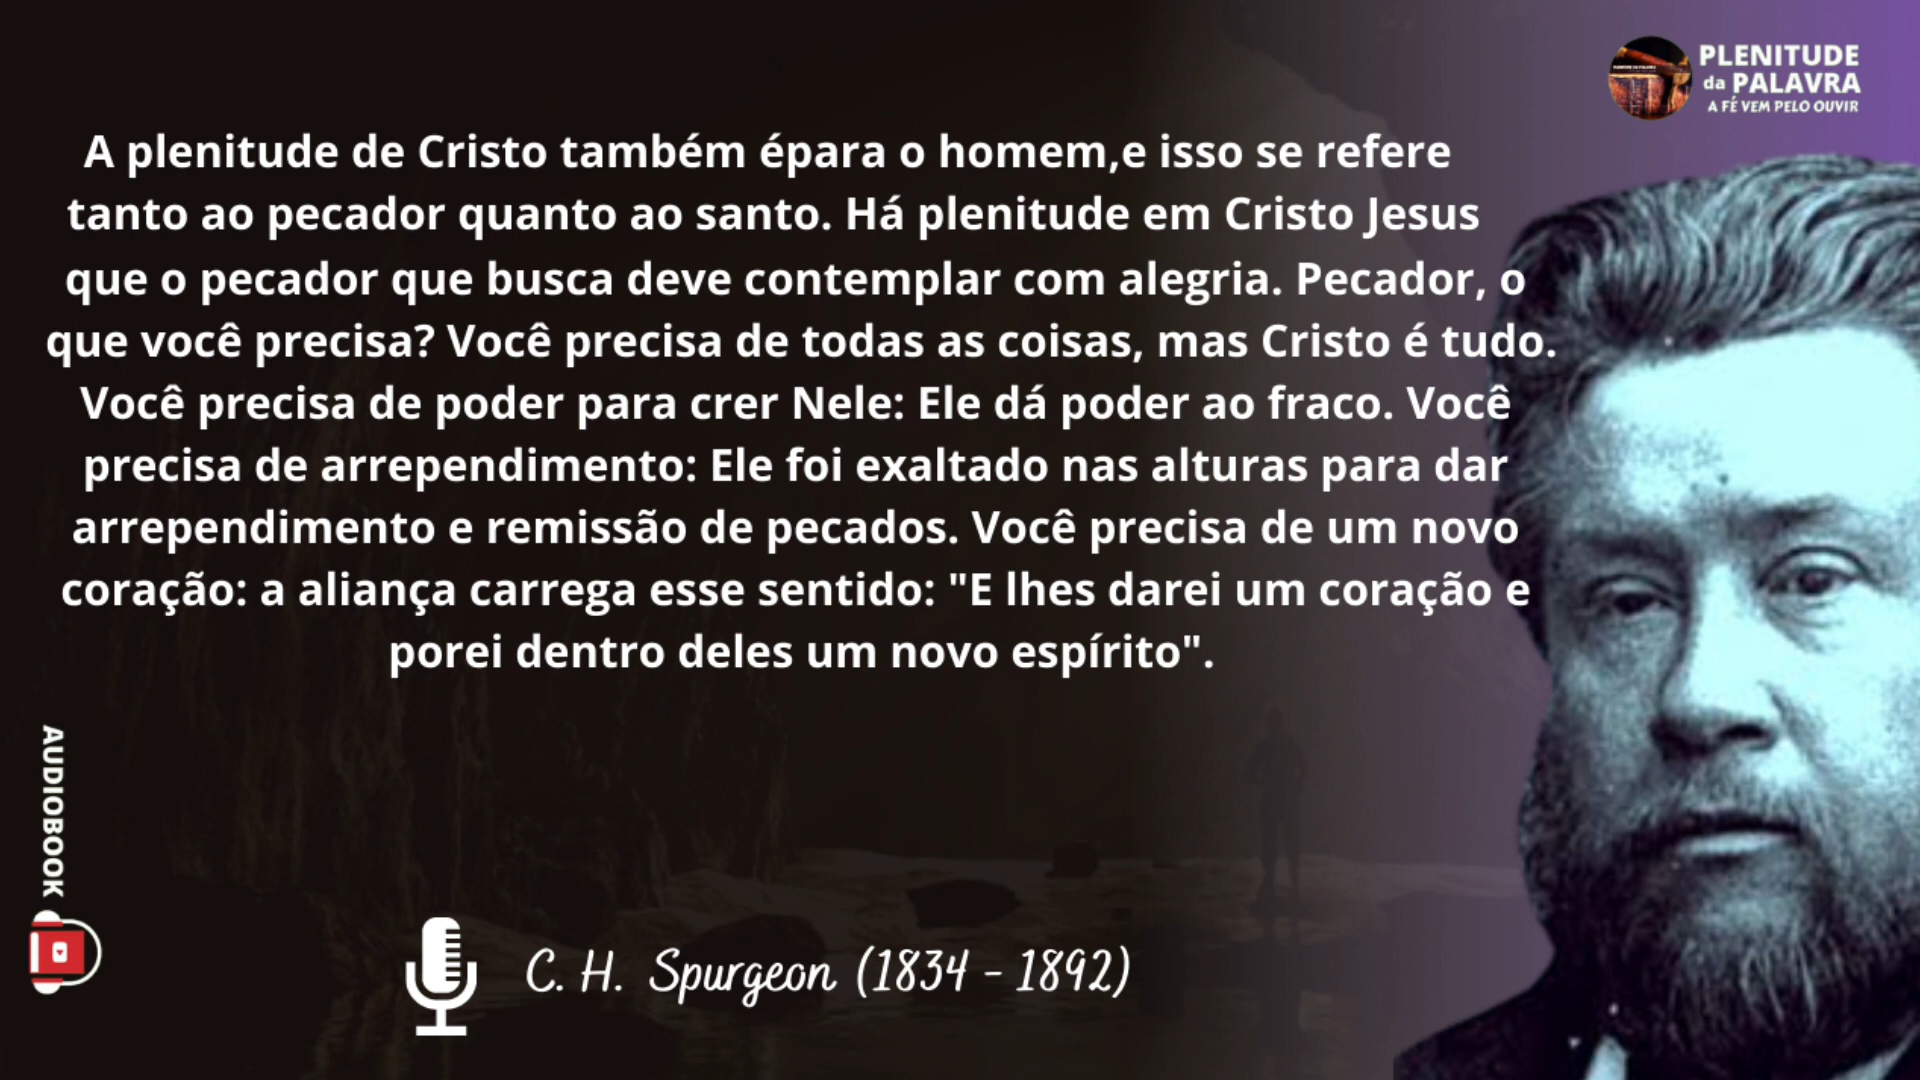 PLENITUDE
da PALAVRA
A FÉ VEM PELO OUVIR
A plenitude de Cristo também épara o homem,e isso se refere
tanto ao pecador quanto ao santo. Há plenitude em Cristo Jesus
que o pecador que busca deve contemplar com alegria. Pecador, o
que você precisa? Você precisa de todas as coisas, mas Cristo é tudo.
Você precisa de poder para crer Nele: Ele dá poder ao fraco. Você
precisa de arrependimento: Ele foi exaltado nas alturas para dar
arrependimento e remissão de pecados. Você precisa de um novo
coração: a aliança carrega esse sentido: "E lhes darei um coração e
porei dentro deles um novo espírito".
AUDIOBOOK
C. H. Spurgeon (1834 - 1892)